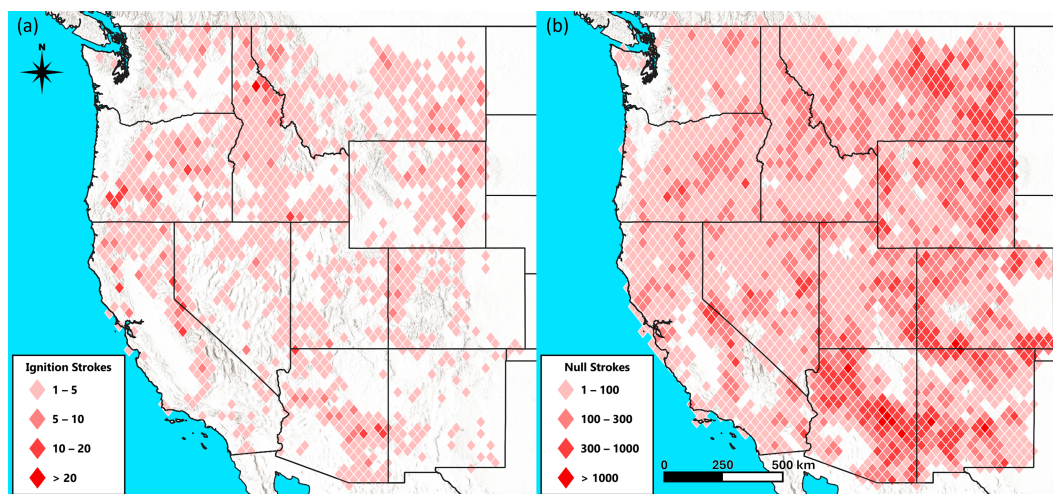 (a)
N
Ignition Strokes
1 – 5
5 – 10
10 – 20
> 20
(b)
Null Strokes
1 – 100
100 – 300
300 – 1000
> 1000
0 250 500 km